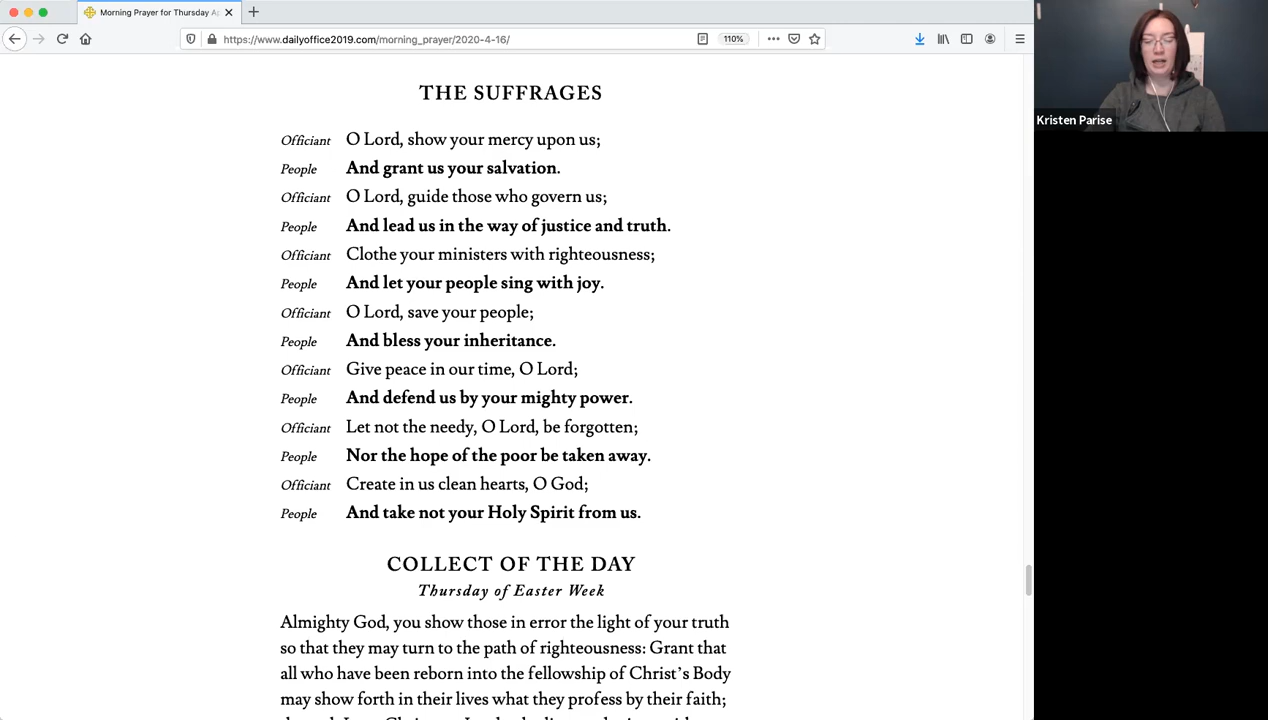 Morning Prayer for Thursday A
https://www.dailyoffice2019.com/morning_prayer/2020-4-16/
110%
Kristen Parise
THE SUFFRAGES
Officiant O Lord, show your mercy upon us;
People And grant us your salvation.
Officiant O Lord, guide those who govern us;
People And lead us in the way of justice and truth.
Officiant Clothe your ministers with righteousness;
People And let your people sing with joy.
Officiant O Lord, save your people;
People And bless your inheritance.
Officiant Give peace in our time, O Lord;
People And defend us by your mighty power.
Officiant Let not the needy, O Lord, be forgotten;
People Nor the hope of the poor be taken away.
Officiant Create in us clean hearts, O God;
People And take not your Holy Spirit from us.
COLLECT OF THE DAY
Thursday of Easter Week
Almighty God, you show those in error the light of your truth
so that they may turn to the path of righteousness: Grant that
all who have been reborn into the fellowship of Christ’s Body
may show forth in their lives what they profess by their faith;